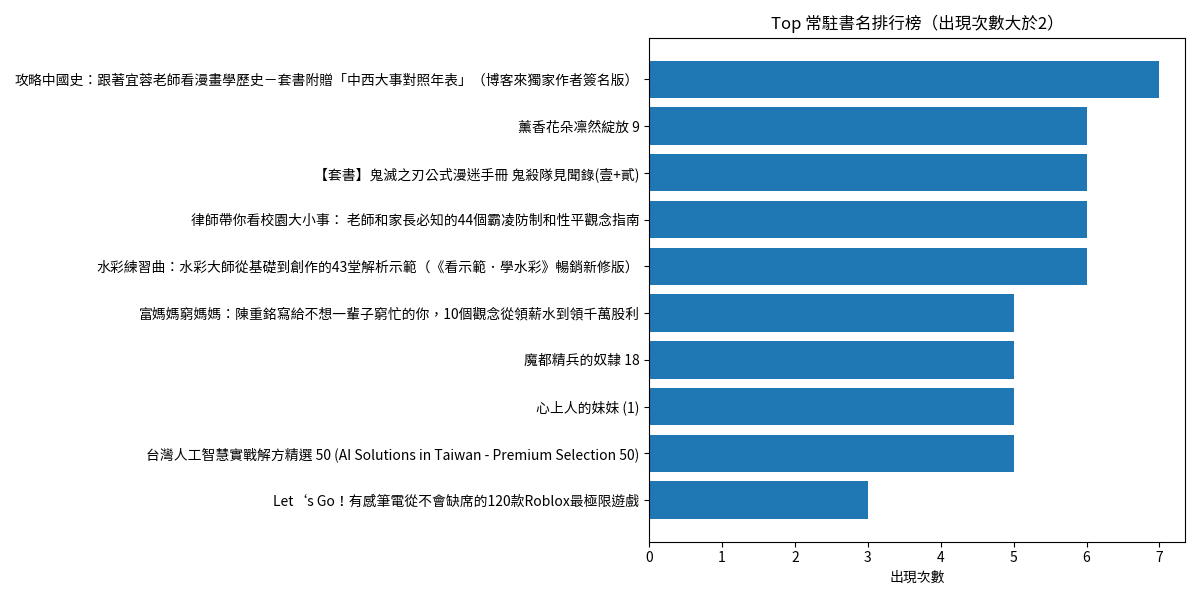 Top 常駐書名排行榜（出現次數大於2）
攻略中國史：跟著宜蓉老師看漫畫學歷史－套書附贈「中西大事對照年表」（博客來獨家作者簽名版）
薰香花朵凛然綻放 9
【套書】鬼滅之刃公式漫迷手冊 鬼殺隊見聞錄(壹+貳)
律師帶你看校園大小事： 老師和家長必知的44個霸凌防制和性平觀念指南
水彩練習曲：水彩大師從基礎到創作的43堂解析示範（《看示範．學水彩》暢銷新修版）
富媽媽窮媽媽：陳重銘寫給不想一輩子窮忙的你，10個觀念從領薪水到領千萬股利
魔都精兵的奴隸 18
心上人的妹妹 (1)
台灣人工智慧實戰解方精選 50 (AI Solutions in Taiwan - Premium Selection 50)
Let‘s Go！有感筆電從不會缺席的120款Roblox最極限遊戲
0 1 2 3 4 5 6 7
出現次數